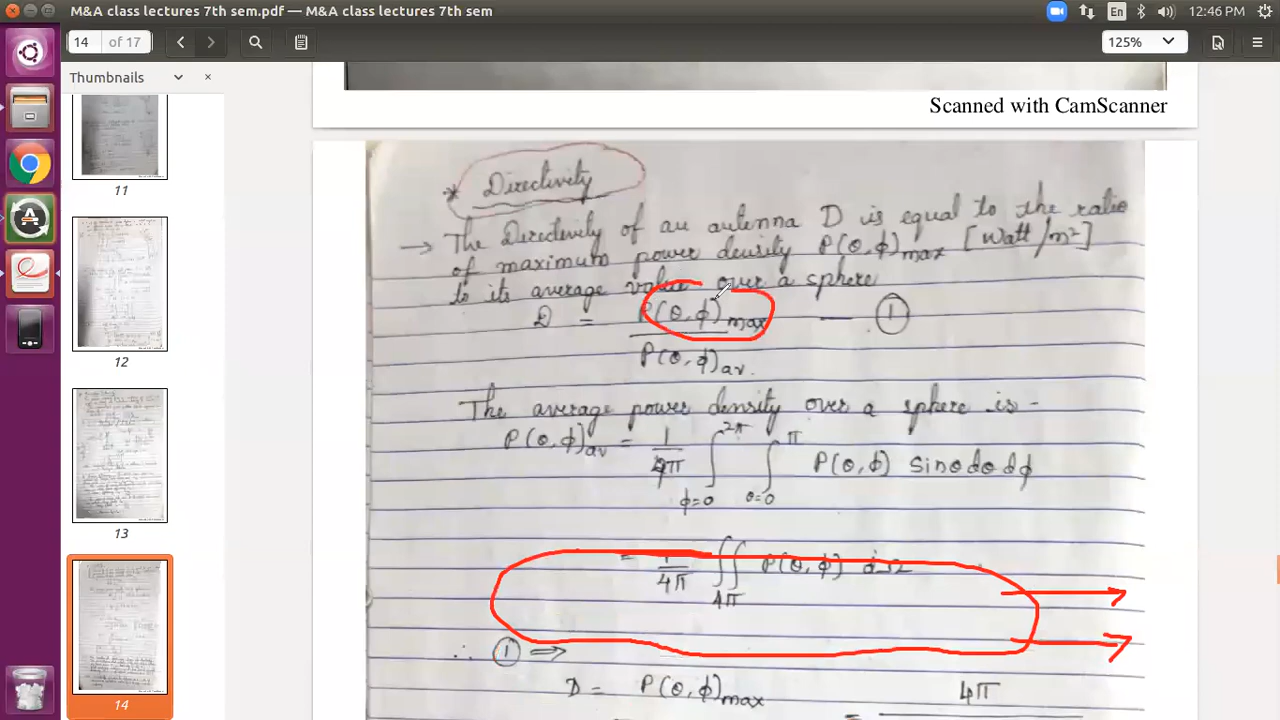 M&A class lectures 7th sem.pdf — M&A class lectures 7th sem
En
12:46 PM
14 of 17
125%
Thumbnails
11
12
13
14
Scanned with CamScanner
* Directivity
→ The Directivity of an antenna D is equal to the ratio
of maximum power density P(θ,ϕ)max [Watt/m²]
to its average value over a sphere
D = P(θ,ϕ)max ①
P(θ,ϕ)av.
The average power density over a sphere is -
P(θ,ϕ)av = 1/4π ∫ϕ=0 2π ∫θ=0 π P(θ,ϕ) sinθ dθ dϕ
= 1/4π ∬4π P(θ,ϕ) dΩ
∴ ① ⇒
D = P(θ,ϕ)max = 4π